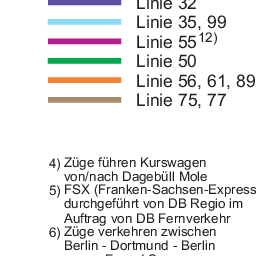 Linie 32
Linie 35, 99
Linie 55 12)
Linie 50
Linie 56, 61, 89
Linie 75, 77
4) Züge führen Kurswagen
von/nach Dagebüll Mole
5) FSX (Franken-Sachsen-Express
durchgeführt von DB Regio im
Auftrag von DB Fernverkehr
6) Züge verkehren zwischen
Berlin - Dortmund - Berlin